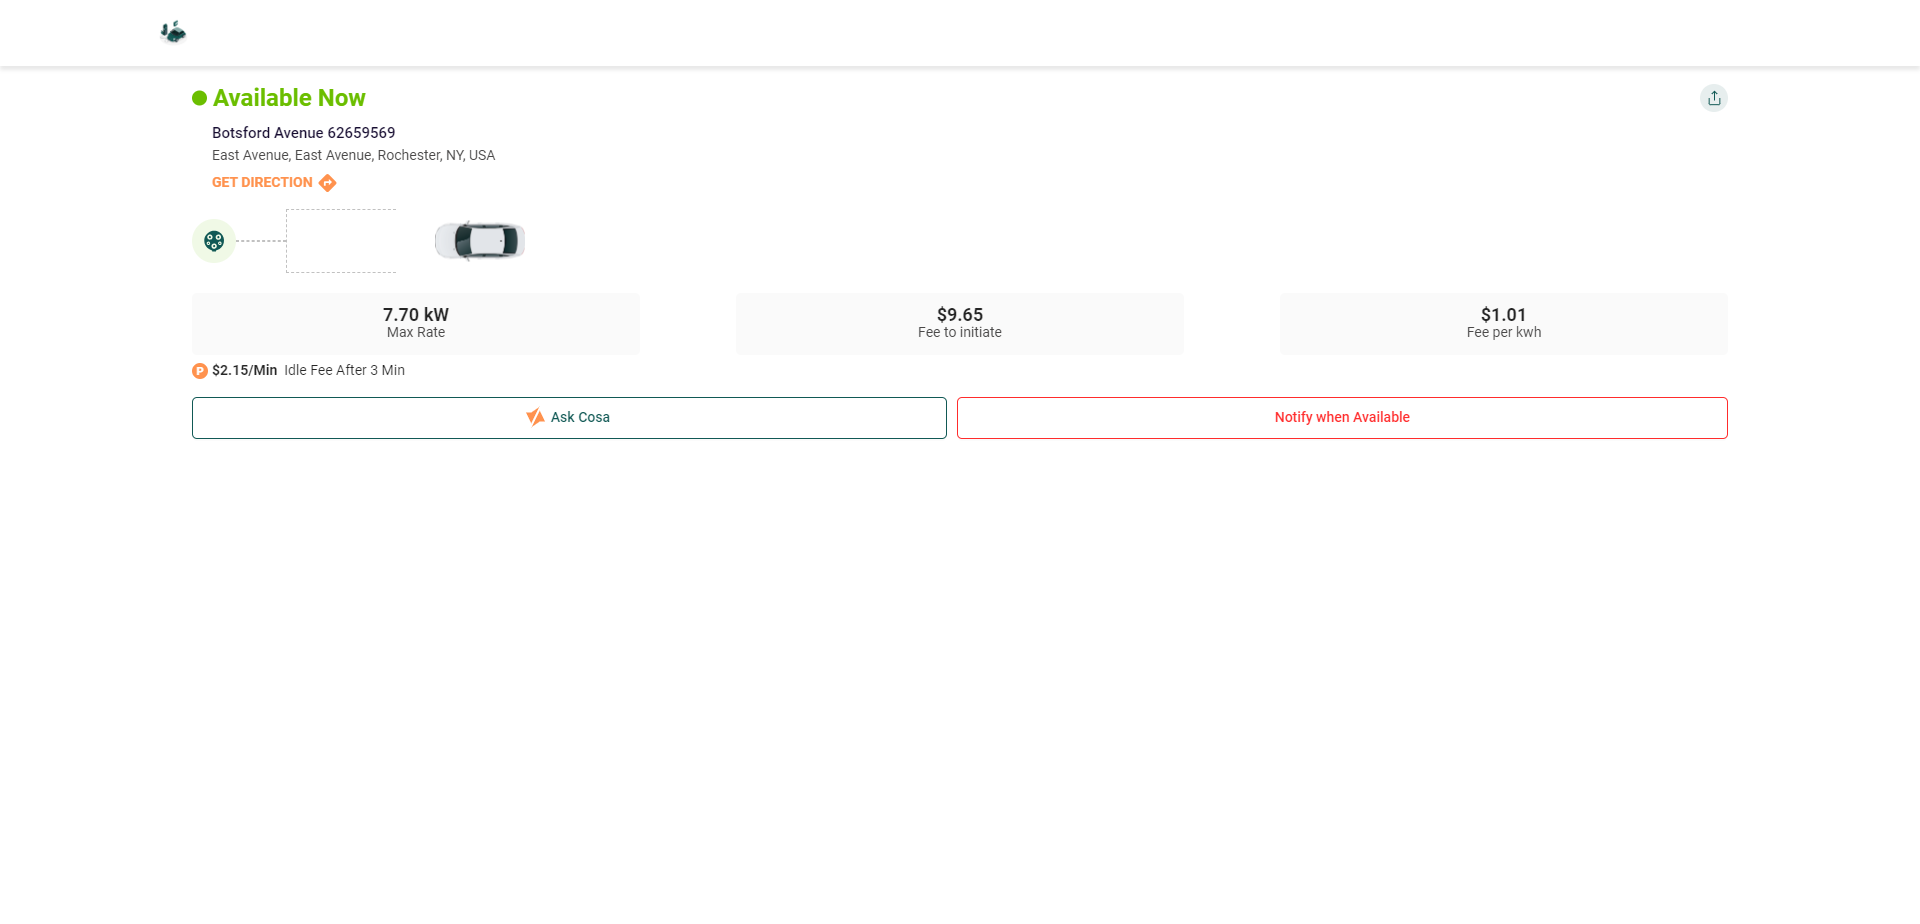 Available Now
Botsford Avenue 62659569
East Avenue, East Avenue, Rochester, NY, USA
GET DIRECTION
7.70 kW
Max Rate
$9.65
Fee to initiate
$1.01
Fee per kwh
P $2.15/Min Idle Fee After 3 Min
Ask Cosa
Notify when Available